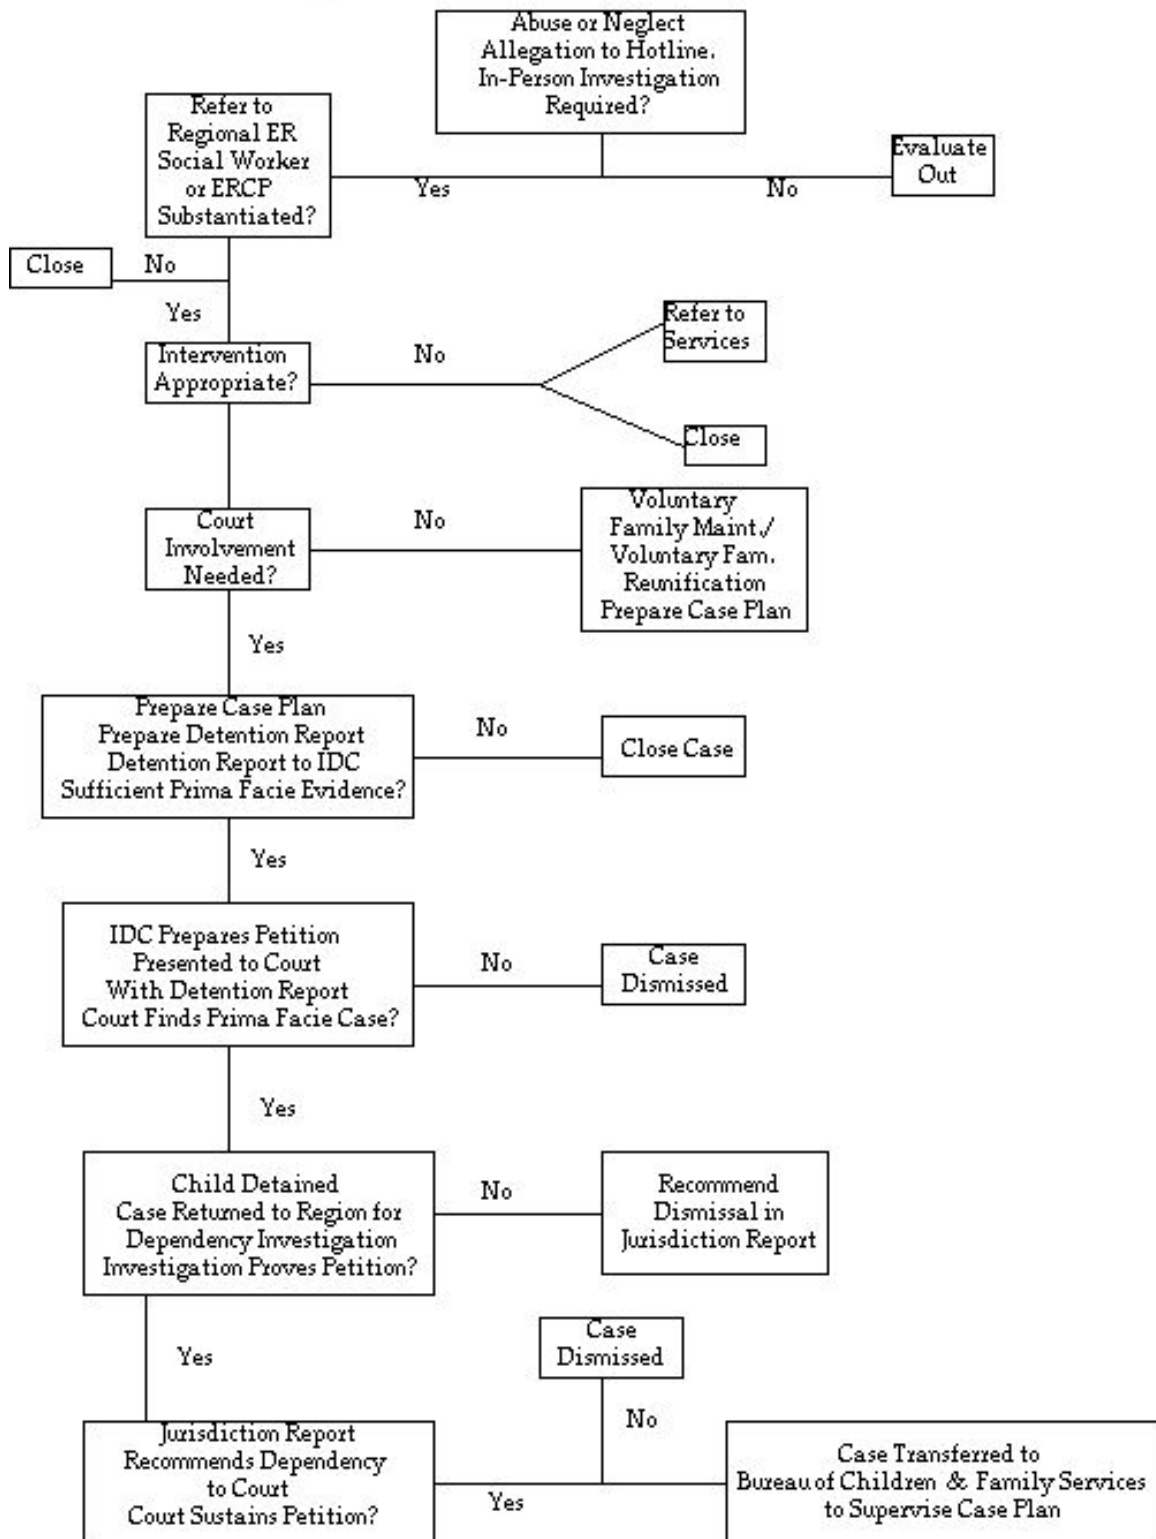 Abuse or Neglect
Allegation to Hotline.
In-Person Investigation
Required?
Refer to
Regional ER
Social Worker
or ERCP
Substantiated?
Yes
No
Evaluate
Out
Close
No
Yes
Intervention
Appropriate?
No
Refer to
Services
Close
Court
Involvement
Needed?
No
Voluntary
Family Maint./
Voluntary Fam.
Reunification
Prepare Case Plan
Yes
Prepare Case Plan
Prepare Detention Report
Detention Report to IDC
Sufficient Prima Facie Evidence?
No
Close Case
Yes
IDC Prepares Petition
Presented to Court
With Detention Report
Court Finds Prima Facie Case?
No
Case
Dismissed
Yes
Child Detained
Case Returned to Region for
Dependency Investigation
Investigation Proves Petition?
No
Recommend
Dismissal in
Jurisdiction Report
Yes
Case
Dismissed
No
Jurisdiction Report
Recommends Dependency
to Court
Court Sustains Petition?
Yes
Case Transferred to
Bureau of Children & Family Services
to Supervise Case Plan